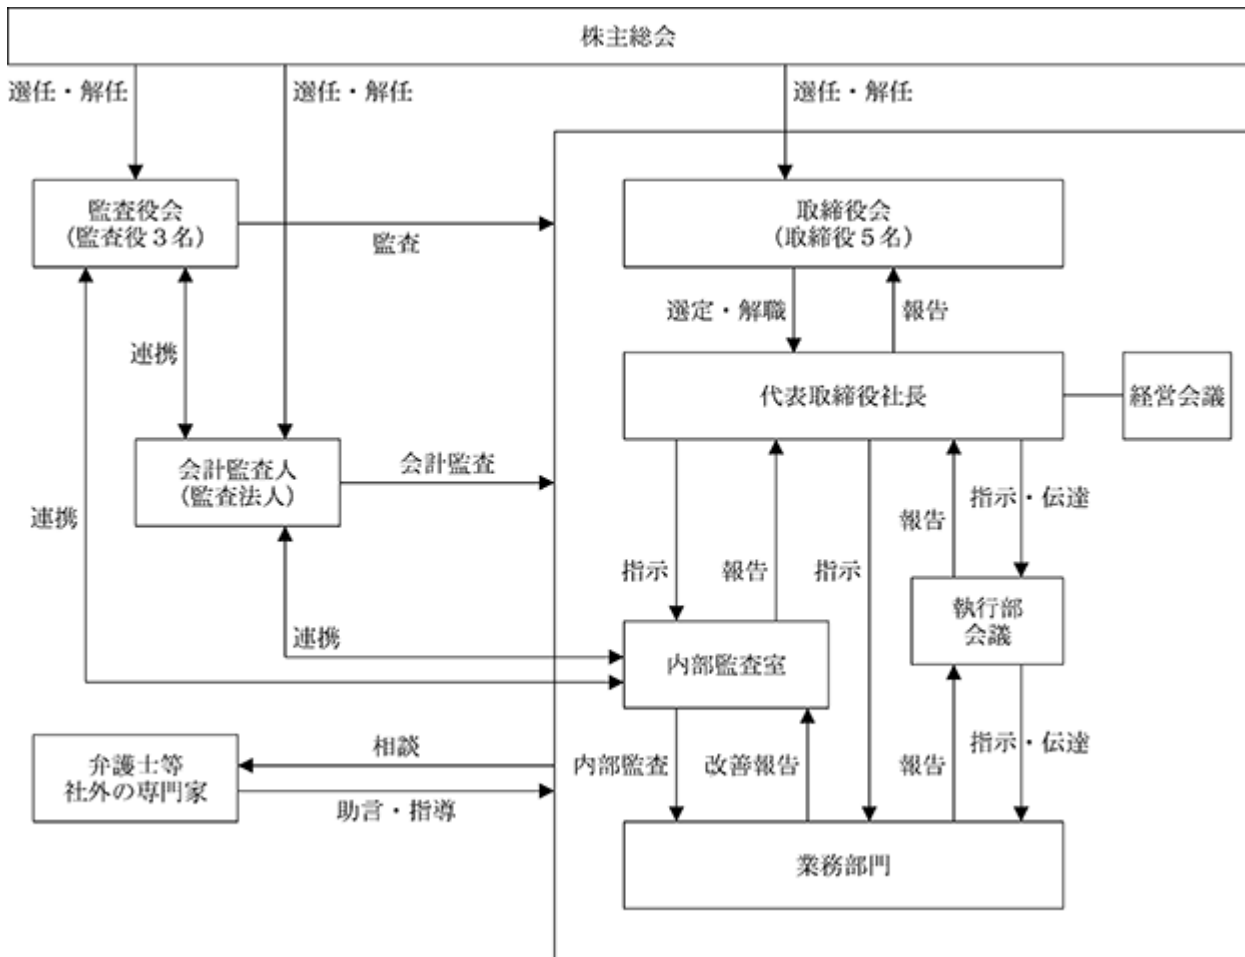 株主総会
選任・解任
選任・解任
選任・解任
監査役会
(監査役3名)
監査
取締役会
(取締役5名)
選定・解職
報告
連携
代表取締役社長
経営会議
会計監査人
(監査法人)
会計監査
連携
指示・伝達
報告
指示
報告
指示
執行部
会議
連携
内部監査室
弁護士等
社外の専門家
相談
助言・指導
内部監査
改善報告
報告
指示・伝達
業務部門